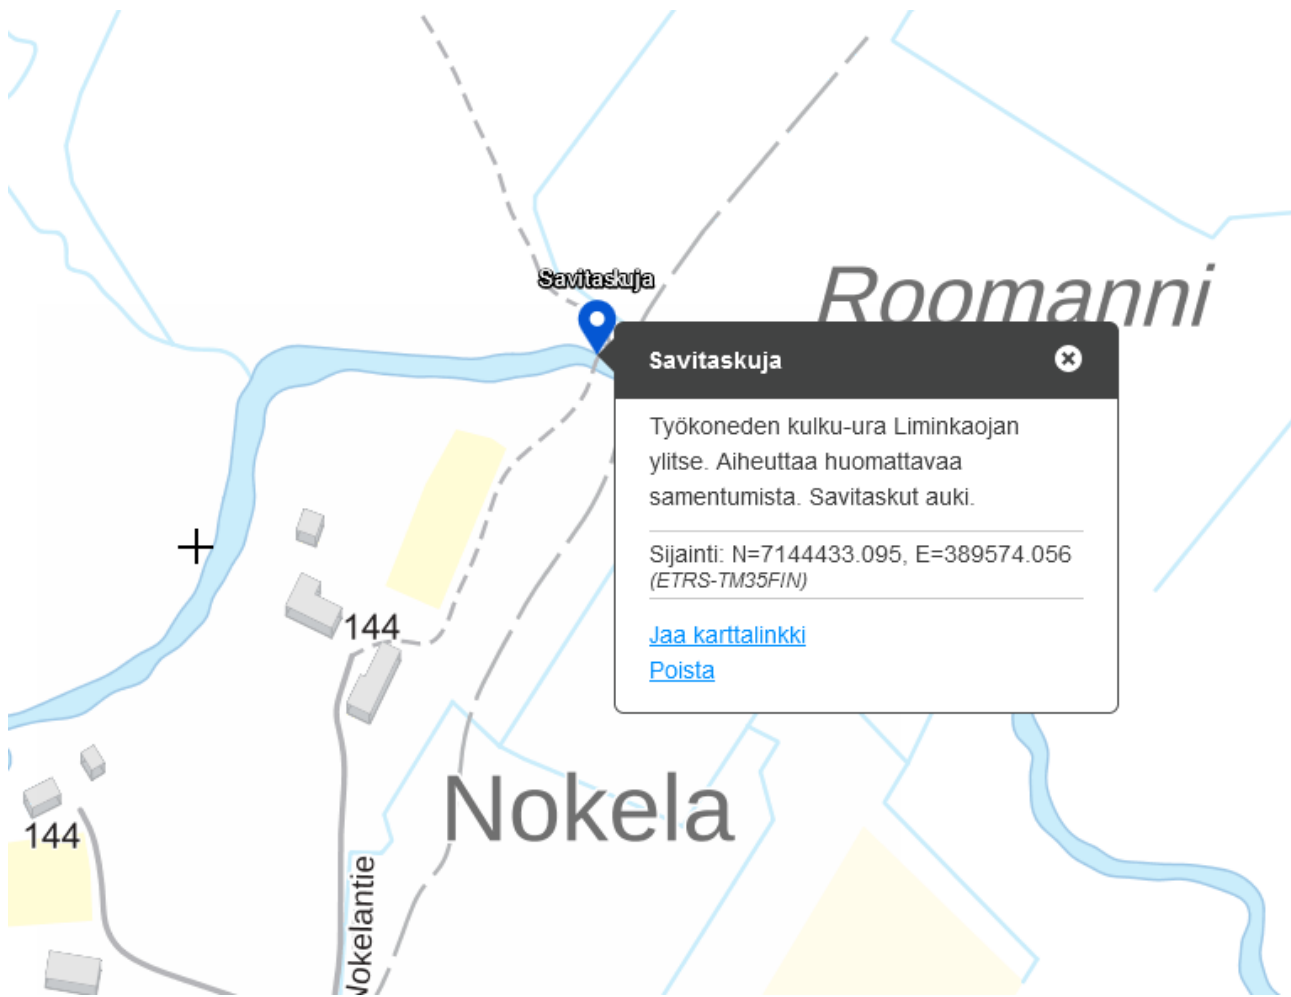 Savitaskuja
Roomanni
Savitaskuja
Työkoneden kulku-ura Liminkaojan
ylitse. Aiheuttaa huomattavaa
samentumista. Savitaskut auki.
Sijainti: N=7144433.095, E=389574.056
(ETRS-TM35FIN)
Jaa karttalinkki
Poista
144
Nokela
144
Nokelantie